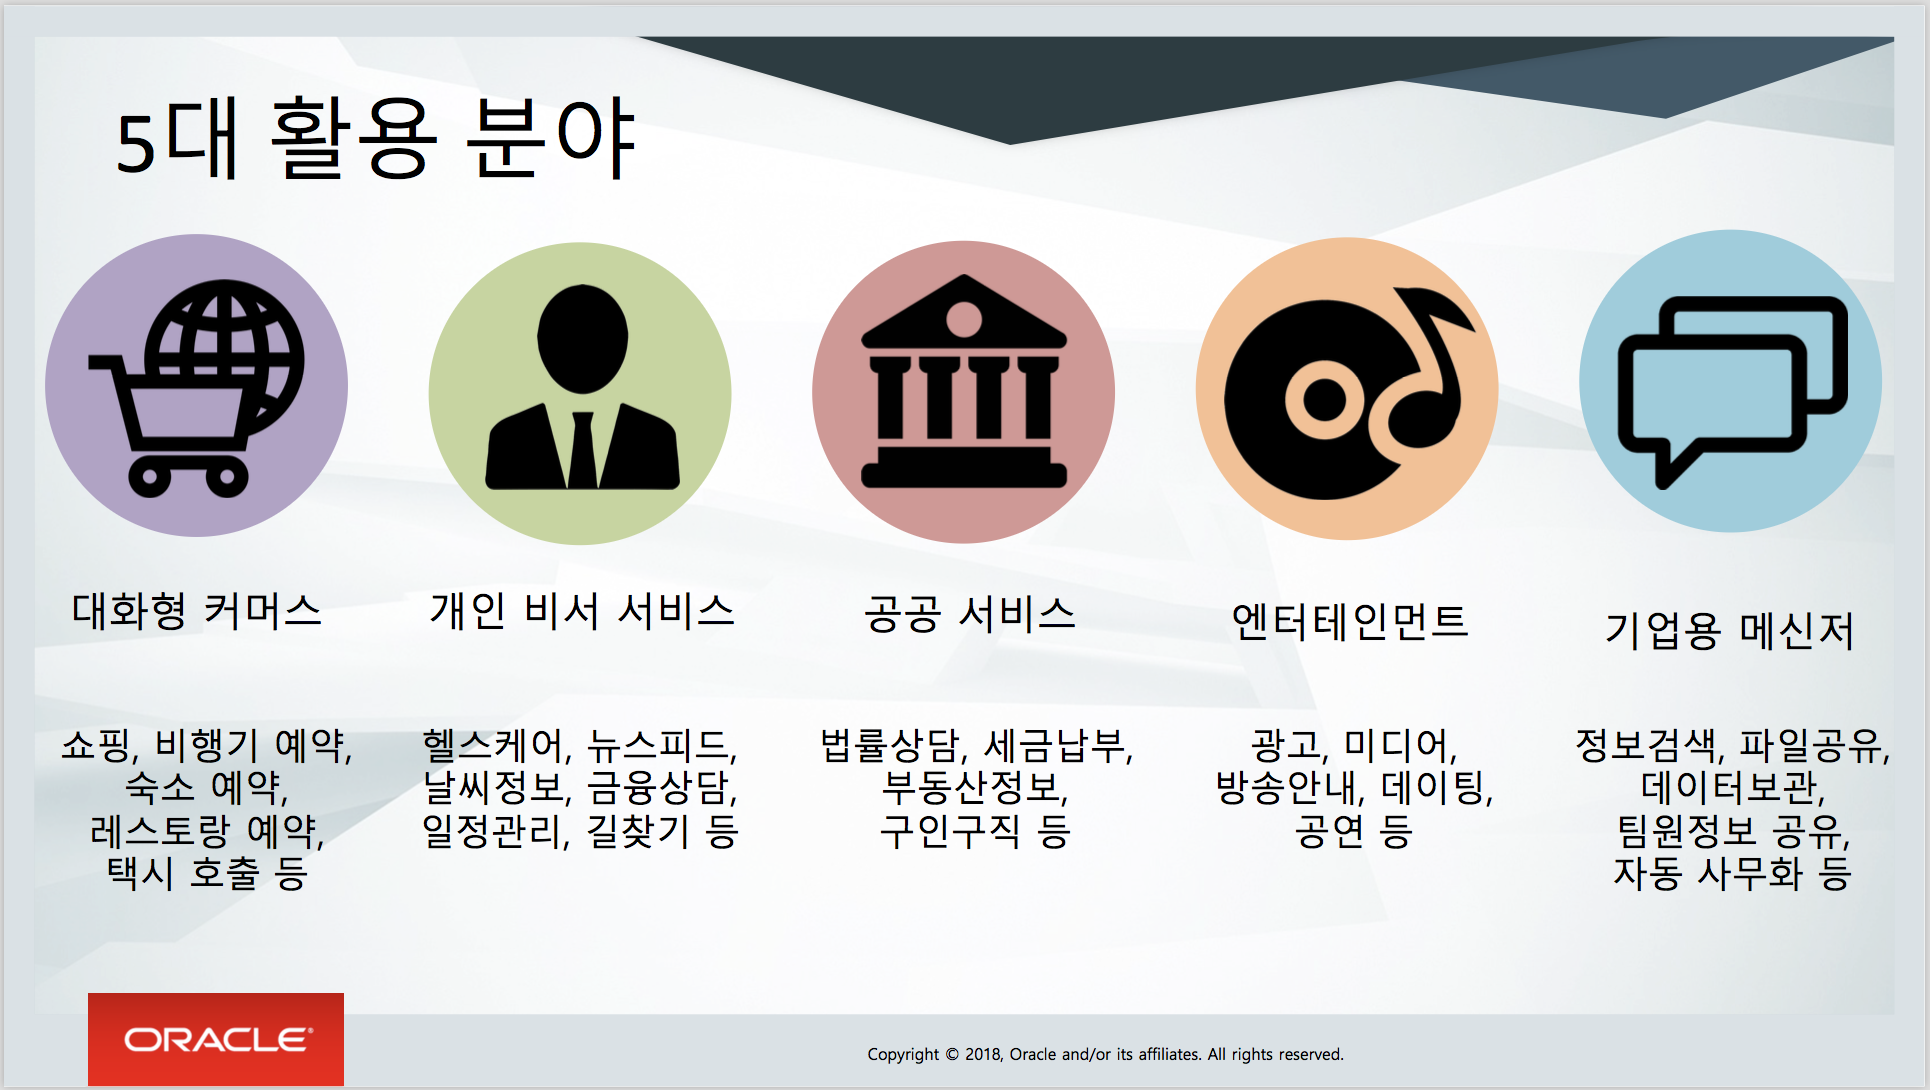 5대 활용 분야
대화형 커머스
쇼핑, 비행기 예약,
숙소 예약,
레스토랑 예약,
택시 호출 등
개인 비서 서비스
헬스케어, 뉴스피드,
날씨정보, 금융상담,
일정관리, 길찾기 등
공공 서비스
법률상담, 세금납부,
부동산정보,
구인구직 등
엔터테인먼트
광고, 미디어,
방송안내, 데이팅,
공연 등
기업용 메신저
정보검색, 파일공유,
데이터보관,
팀원정보 공유,
자동 사무화 등
ORACLE®
Copyright © 2018, Oracle and/or its affiliates. All rights reserved.